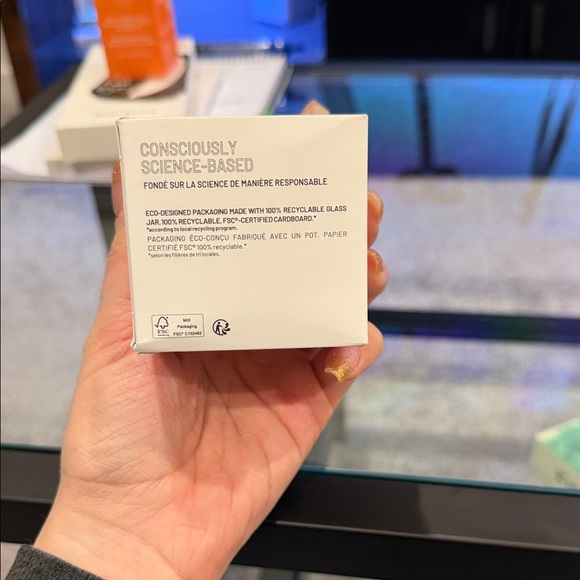 CONSCIOUSLY
SCIENCE-BASED
FONDÉ SUR LA SCIENCE DE MANIÈRE RESPONSABLE
ECO-DESIGNED PACKAGING MADE WITH 100% RECYCLABLE GLASS
JAR. 100% RECYCLABLE, FSC®-CERTIFIED CARDBOARD.*
*according to local recycling program.
PACKAGING ÉCO-CONÇU FABRIQUÉ AVEC UN POT. PAPIER
CERTIFIÉ FSC® 100% recyclable.*
*selon les filières de tri locales.
FSC
MIX
Packaging
FSC® C102462